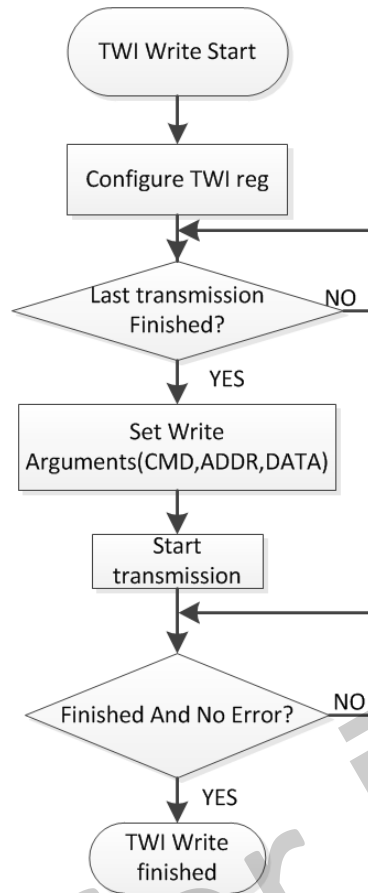 TWI Write Start
Configure TWI reg
Last transmission
Finished?
NO
YES
Set Write
Arguments(CMD,ADDR,DATA)
Start
transmission
Finished And No Error?
NO
YES
TWI Write
finished